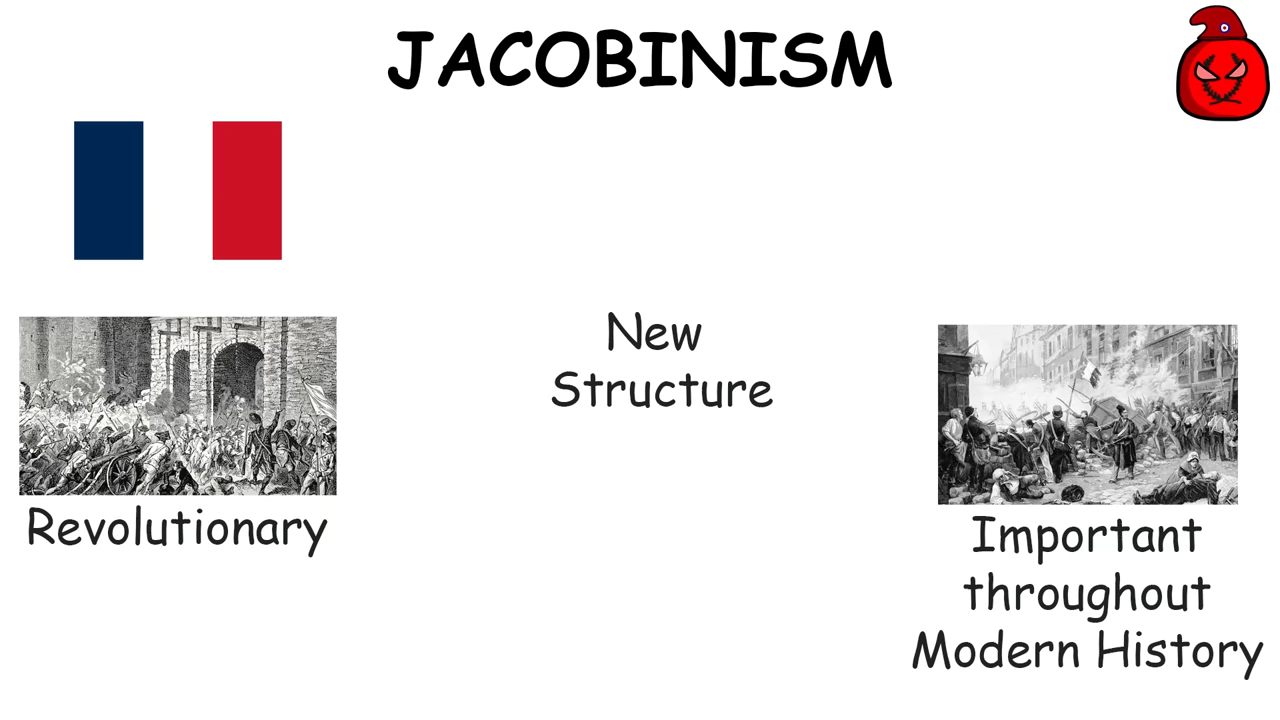 JACOBINISM
New
Structure
Revolutionary
Important
throughout
Modern History